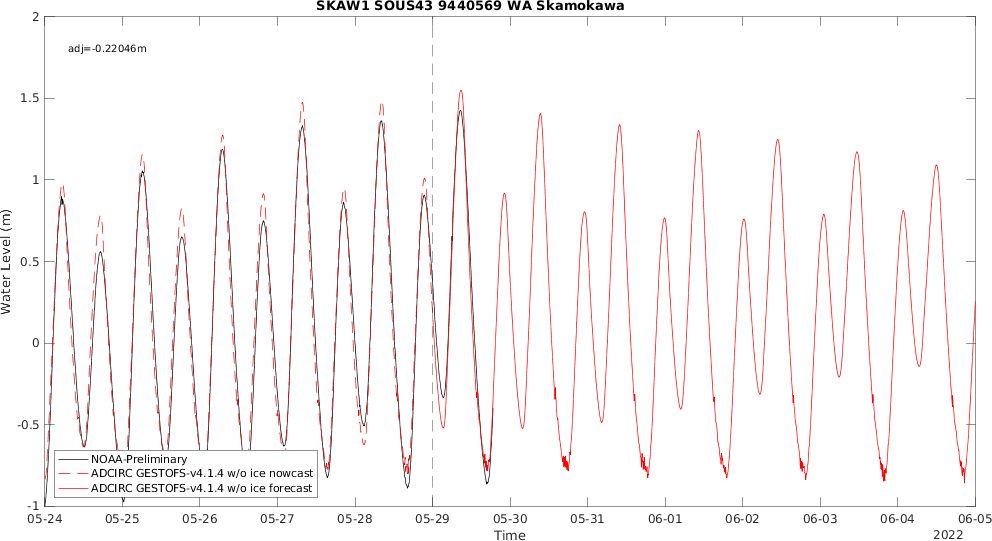 SKAW1 SOUS43 9440569 WA Skamokawa
adj=-0.22046m
Water Level (m)
2
1.5
1
0.5
0
-0.5
-1
NOAA-Preliminary
ADCIRC GESTOFS-v4.1.4 w/o ice nowcast
ADCIRC GESTOFS-v4.1.4 w/o ice forecast
05-24 05-25 05-26 05-27 05-28 05-29 05-30 05-31 06-01 06-02 06-03 06-04 06-05
Time
2022